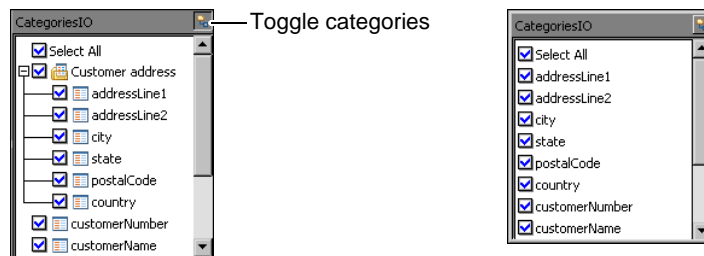 CategoriesIO
Toggle categories
Select All
Customer address
addressLine1
addressLine2
city
state
postalCode
country
customerNumber
customerName
CategoriesIO
Select All
addressLine1
addressLine2
city
state
postalCode
country
customerNumber
customerName